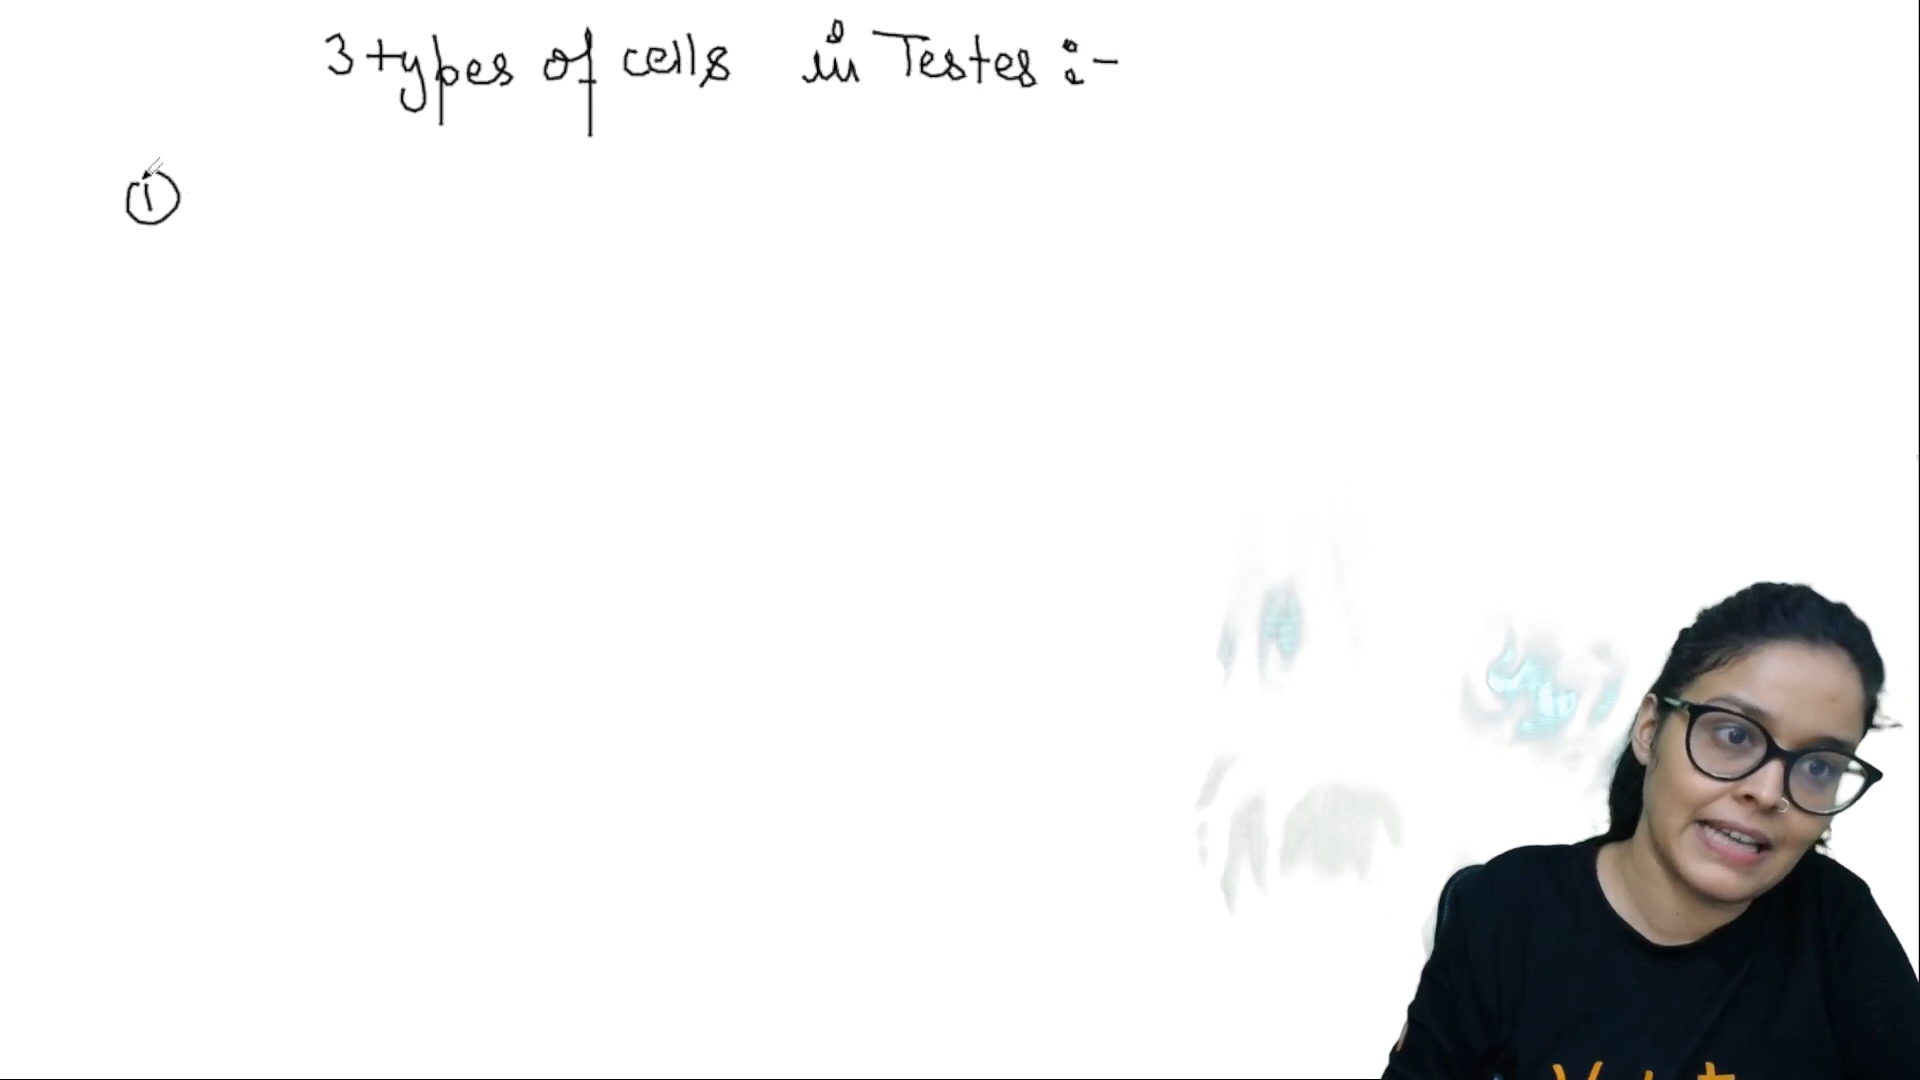 3 types of cells in Testes :-
①